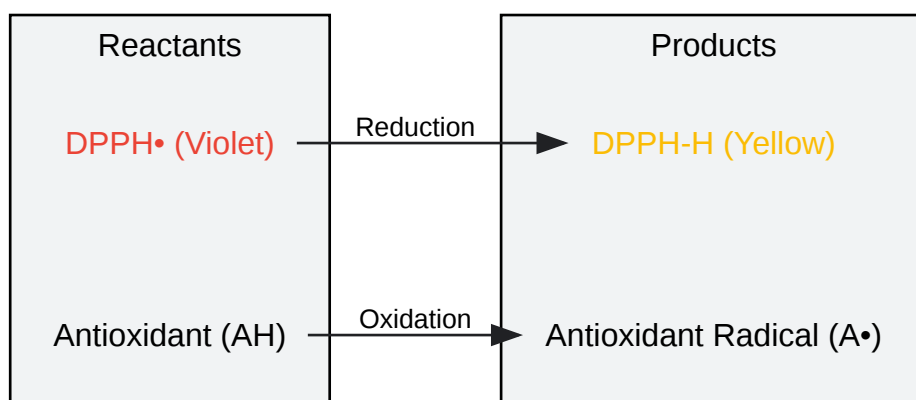 Reactants
Products
DPPH• (Violet)
Reduction
DPPH-H (Yellow)
Antioxidant (AH)
Oxidation
Antioxidant Radical (A•)